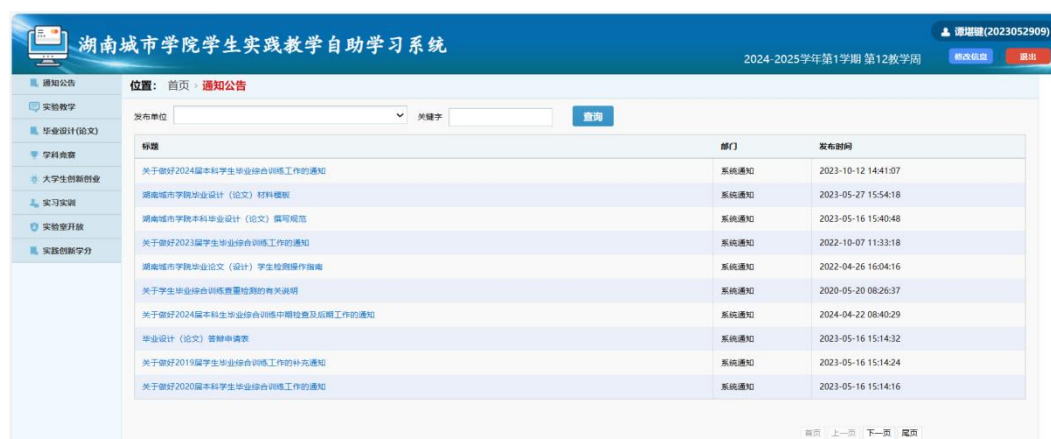 湖南城市学院学生实践教学自助学习系统
谭堪键(2023052909)
2024-2025学年第1学期 第12教学周
修改信息 退出
通知公告
实验教学
毕业设计(论文)
学科竞赛
大学生创新创业
实习实训
实验室开放
实践创新学分
位置： 首页 › 通知公告
发布单位 关键字 查询
标题 部门 发布时间
关于做好2024届本科学生毕业综合训练工作的通知 系统通知 2023-10-12 14:41:07
湖南城市学院毕业设计（论文）材料模板 系统通知 2023-05-27 15:54:18
湖南城市学院本科毕业设计（论文）撰写规范 系统通知 2023-05-16 15:40:48
关于做好2023届学生毕业综合训练工作的通知 系统通知 2022-10-07 11:33:18
湖南城市学院毕业论文（设计）学生检测操作指南 系统通知 2022-04-26 16:04:16
关于学生毕业综合训练查重检测的有关说明 系统通知 2020-05-20 08:26:37
关于做好2024届本科生毕业综合训练中期检查及后期工作的通知 系统通知 2024-04-22 08:40:29
毕业设计（论文）答辩申请表 系统通知 2023-05-16 15:14:32
关于做好2019届学生毕业综合训练工作的补充通知 系统通知 2023-05-16 15:14:24
关于做好2020届本科学生毕业综合训练工作的通知 系统通知 2023-05-16 15:14:16
首页 上一页 下一页 尾页